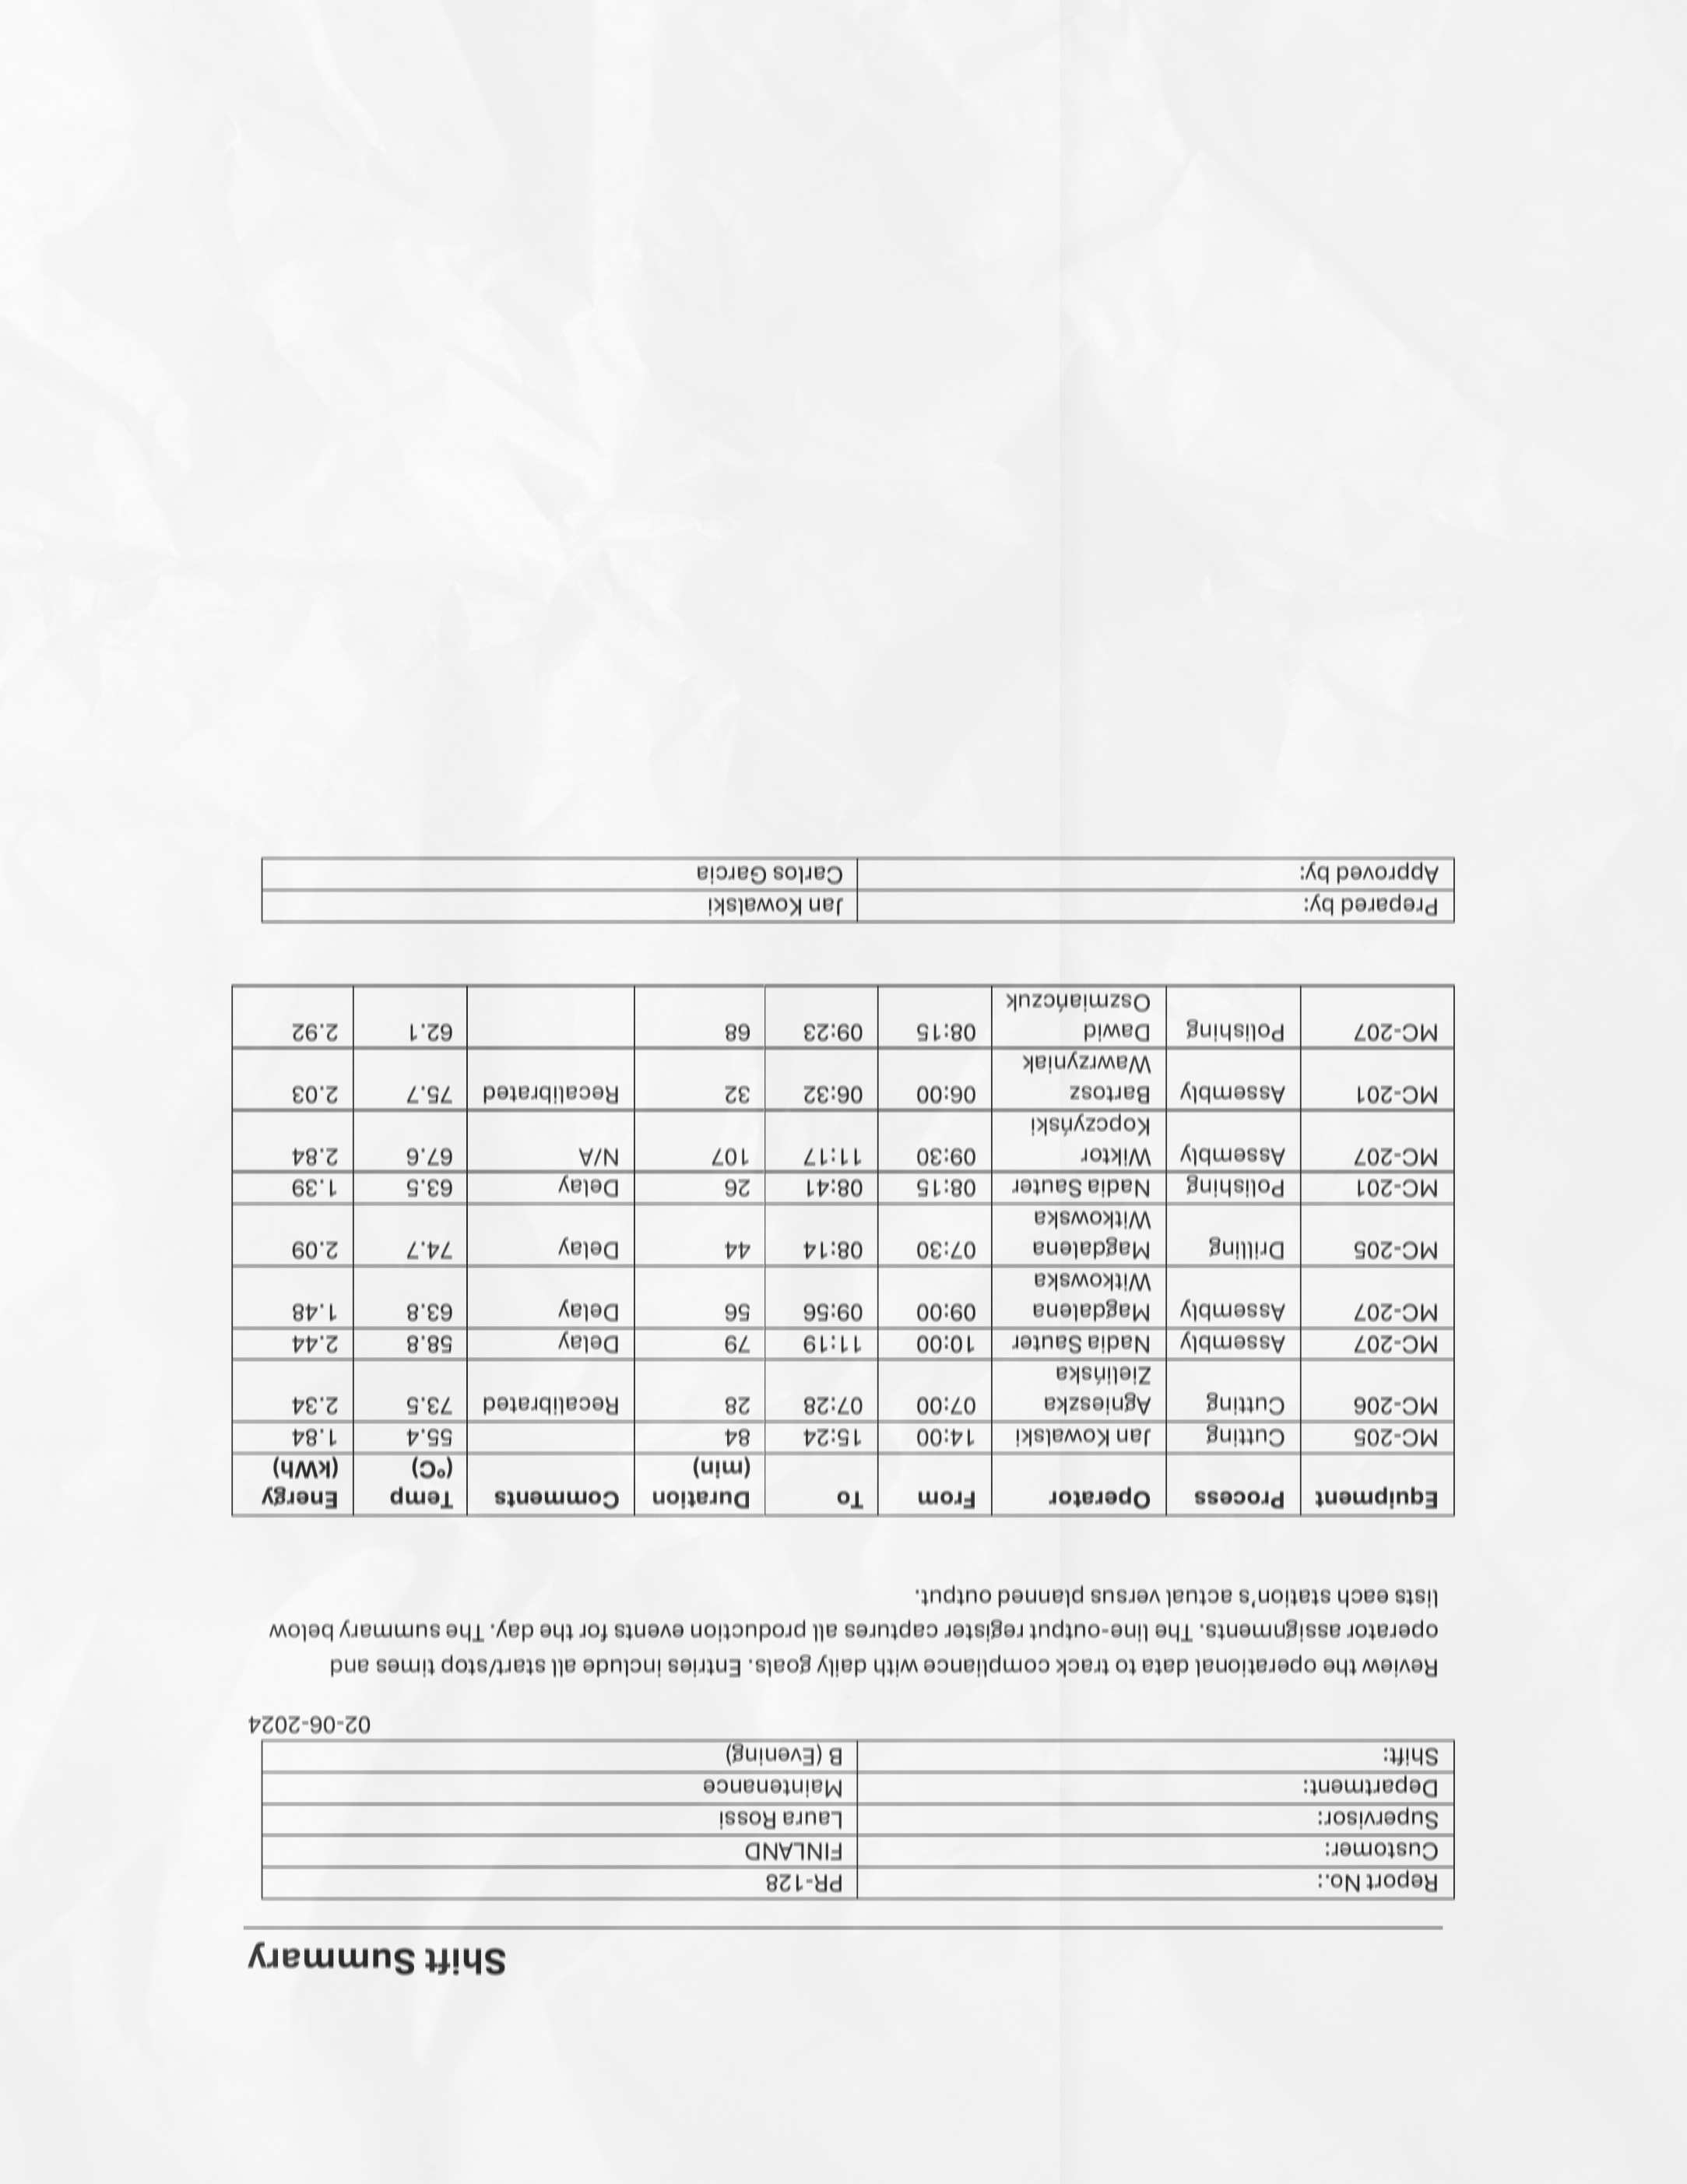 Shift Summary
Report No.: PR-128
Customer: FINLAND
Supervisor: Laura Rossi
Department: Maintenance
Shift: B (Evening)
02-06-2024
Review the operational data to track compliance with daily goals. Entries include all start/stop times and
operator assignments. The line-output register captures all production events for the day. The summary below
lists each station's actual versus planned output.
Equipment Process Operator From To Duration Comments Temp Energy
(min) (°C) (kWh)
MC-205 Cutting Jan Kowalski 14:00 15:24 84 55.4 1.84
MC-206 Cutting Agnieszka 07:00 07:28 28 Recalibrated 73.5 2.34
Zielińska
MC-207 Assembly Nadia Sauter 10:00 11:19 79 Delay 58.8 2.44
MC-207 Assembly Magdalena 09:00 09:56 56 Delay 63.8 1.48
Witkowska
MC-205 Drilling Magdalena 07:30 08:14 44 Delay 74.7 2.09
Witkowska
MC-201 Polishing Nadia Sauter 08:15 08:41 26 Delay 63.5 1.39
MC-207 Assembly Wiktor 09:30 11:17 107 N/A 67.6 2.84
Kopczyński
MC-201 Assembly Bartosz 06:00 06:32 32 Recalibrated 75.7 2.03
Wawrzyniak
MC-207 Polishing Dawid 08:15 09:23 68 62.1 2.92
Oszmiańczuk
Prepared by: Jan Kowalski
Approved by: Carlos Garcia